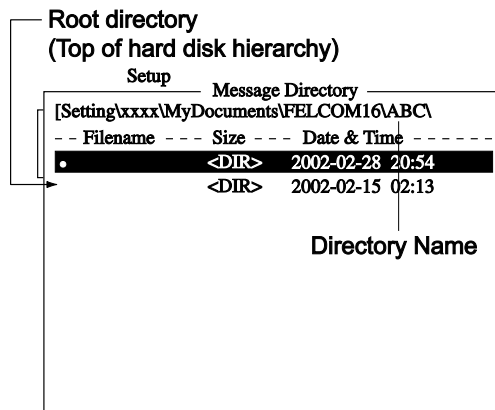 Root directory
(Top of hard disk hierarchy)
Setup
Message Directory
[Setting\xxxx\MyDocuments\FELCOM16\ABC\
Filename Size Date & Time
. <DIR> 2002-02-28 20:54
<DIR> 2002-02-15 02:13
Directory Name